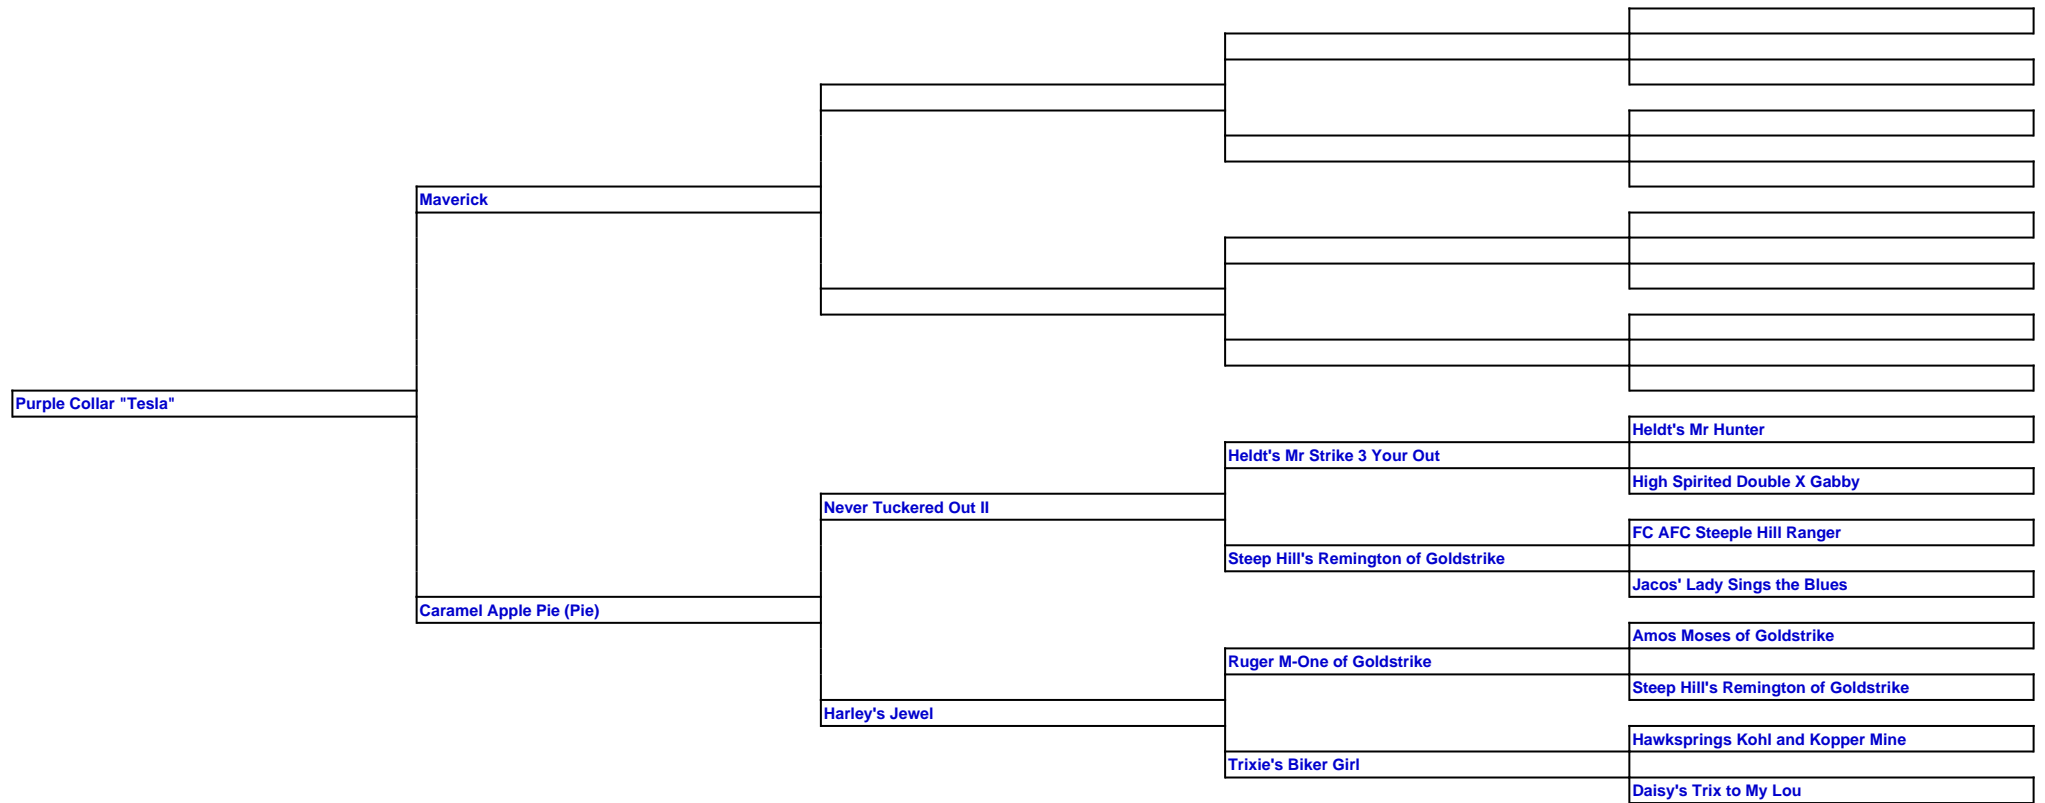 Maverick
Purple Collar "Tesla"
Heldt's Mr Hunter
Heldt's Mr Strike 3 Your Out
High Spirited Double X Gabby
Never Tuckered Out II
FC AFC Steeple Hill Ranger
Steep Hill's Remington of Goldstrike
Jacos' Lady Sings the Blues
Caramel Apple Pie (Pie)
Amos Moses of Goldstrike
Ruger M-One of Goldstrike
Steep Hill's Remington of Goldstrike
Harley's Jewel
Hawksprings Kohl and Kopper Mine
Trixie's Biker Girl
Daisy's Trix to My Lou